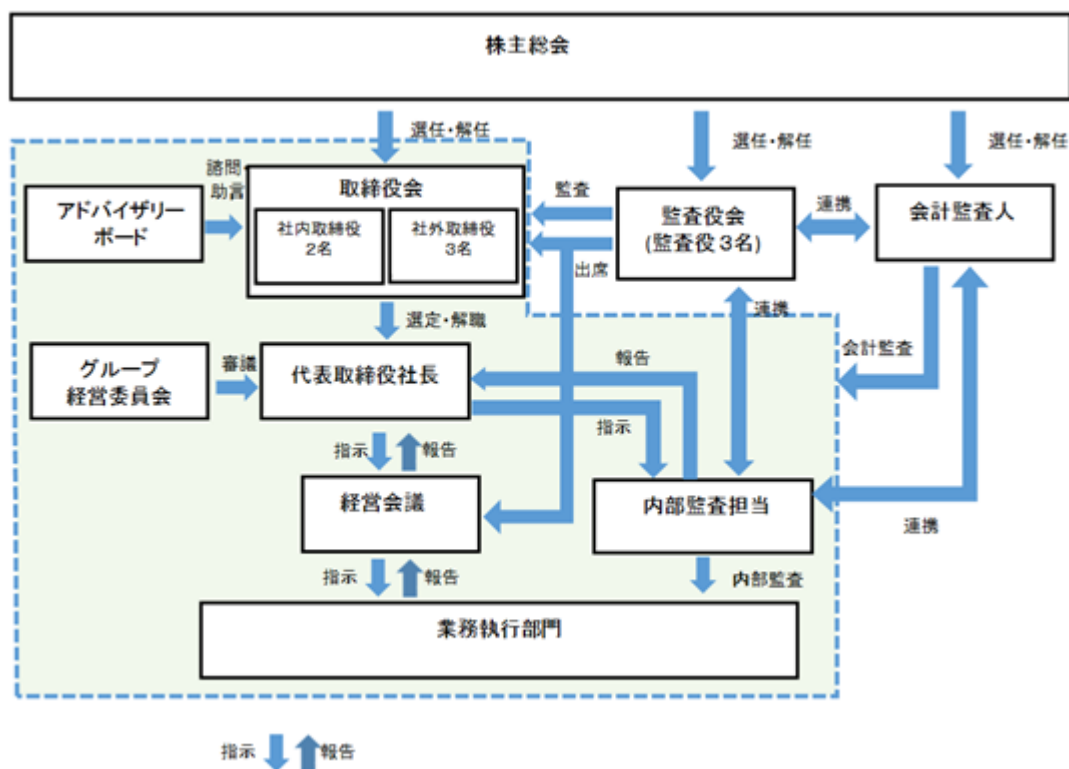 株主総会
選任・解任
選任・解任
選任・解任
諮問・
助言
アドバイザリー
ボード
取締役会
社内取締役
2名
社外取締役
3名
監査
出席
監査役会
(監査役 3名)
連携
会計監査人
選定・解職
連携
会計監査
グループ
経営委員会
審議
代表取締役社長
報告
指示
指示
報告
経営会議
内部監査担当
連携
指示
報告
内部監査
業務執行部門
指示
報告